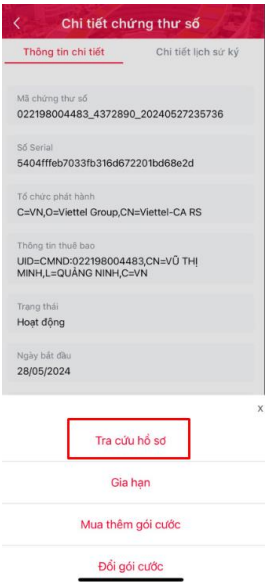 Chi tiết chứng thư số
Thông tin chi tiết
Chi tiết lịch sử ký
Mã chứng thư số
022198004483_4372890_20240527235736
Số Serial
5404fffeb7033fb316d672201bd68e2d
Tổ chức phát hành
C=VN,O=Viettel Group,CN=Viettel-CA RS
Thông tin thuê bao
UID=CMND:022198004483,CN=VŨ THỊ
MINH,L=QUẢNG NINH,C=VN
Trạng thái
Hoạt động
Ngày bắt đầu
28/05/2024
x
Tra cứu hồ sơ
Gia hạn
Mua thêm gói cước
Đổi gói cước